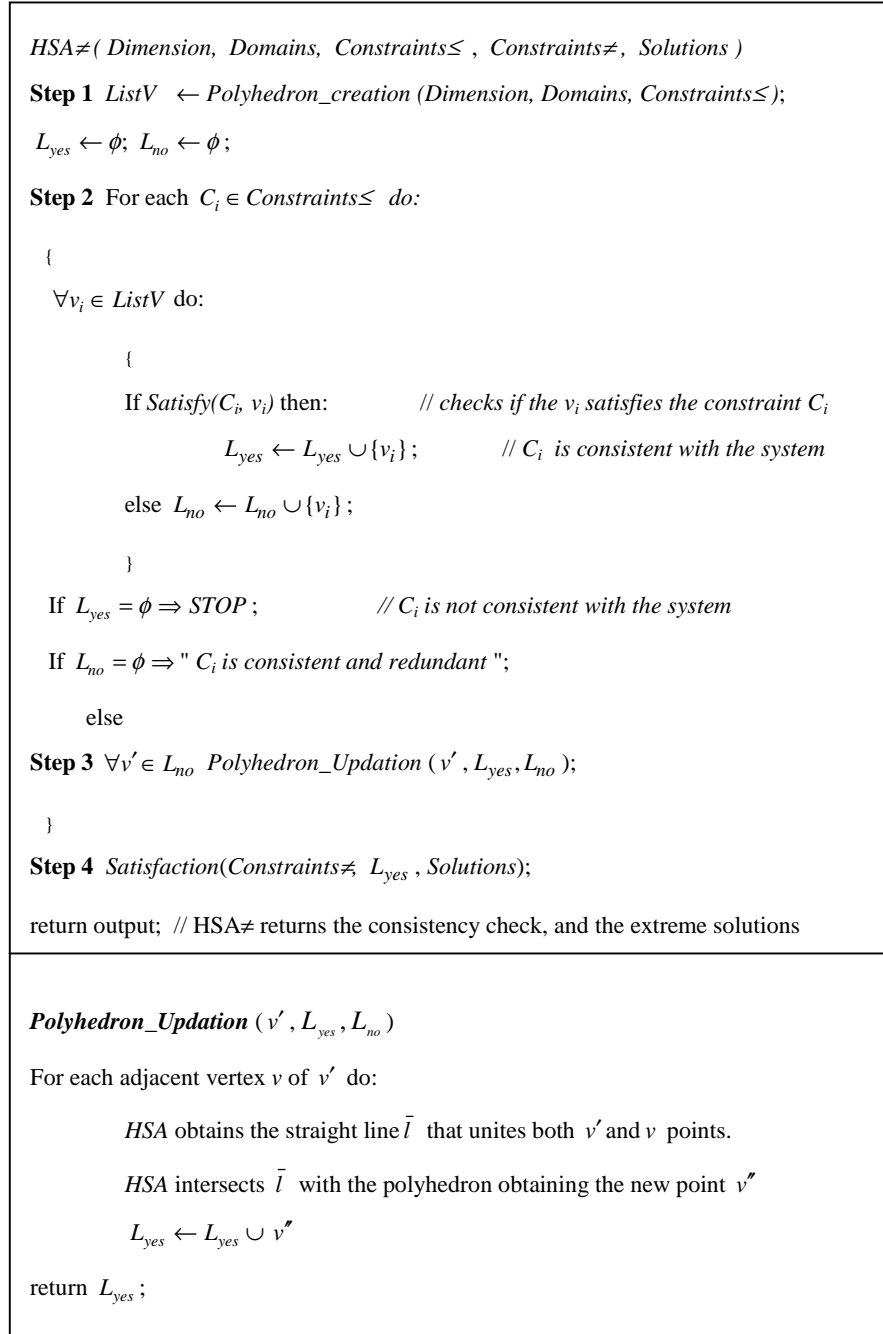 HSA≠( Dimension, Domains, Constraints≤ , Constraints≠, Solutions )
Step 1 ListV ← Polyhedron_creation (Dimension, Domains, Constraints≤ );
L_yes ← ϕ; L_no ← ϕ ;
Step 2 For each C_i ∈ Constraints≤ do:
{
∀v_i ∈ ListV do:
{
If Satisfy(C_i, v_i) then: // checks if the v_i satisfies the constraint C_i
L_yes ← L_yes ∪ {v_i} ; // C_i is consistent with the system
else L_no ← L_no ∪ {v_i} ;
}
If L_yes = ϕ ⇒ STOP ; // C_i is not consistent with the system
If L_no = ϕ ⇒ " C_i is consistent and redundant ";
else
Step 3 ∀v′ ∈ L_no Polyhedron_Updation ( v′ , L_yes , L_no );
}
Step 4 Satisfaction(Constraints≠, L_yes , Solutions);
return output; // HSA≠ returns the consistency check, and the extreme solutions
Polyhedron_Updation ( v′ , L_yes , L_no )
For each adjacent vertex v of v′ do:
HSA obtains the straight line l̄ that unites both v′ and v points.
HSA intersects l̄ with the polyhedron obtaining the new point v″
L_yes ← L_yes ∪ v″
return L_yes ;